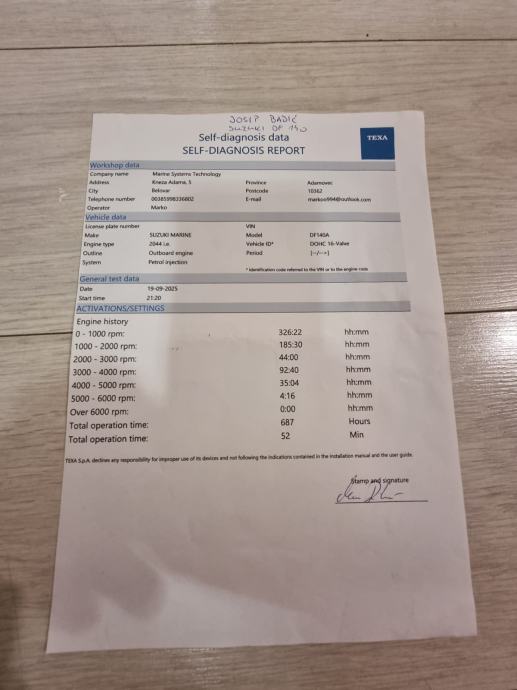 JOSIP BABIĆ
SUZUKI DF 140
Self-diagnosis data
SELF-DIAGNOSIS REPORT
TEXA
Workshop data
Company name Marine Systems Technology
Address Kneza Adama, 5 Province Adamovec
City Belovar Postcode 10362
Telephone number 00385998336802 E-mail markoo994@outlook.com
Operator Marko
Vehicle data
License plate number VIN
Make SUZUKI MARINE Model DF140A
Engine type 2044 i.e. Vehicle ID* DOHC 16-Valve
Outline Outboard engine Period [--/-->]
System Petrol injection
* Identification code referred to the VIN or to the engine code
General test data
Date 19-09-2025
Start time 21:20
ACTIVATIONS/SETTINGS
Engine history
0 - 1000 rpm: 326:22 hh:mm
1000 - 2000 rpm: 185:30 hh:mm
2000 - 3000 rpm: 44:00 hh:mm
3000 - 4000 rpm: 92:40 hh:mm
4000 - 5000 rpm: 35:04 hh:mm
5000 - 6000 rpm: 4:16 hh:mm
Over 6000 rpm: 0:00 hh:mm
Total operation time: 687 Hours
Total operation time: 52 Min
TEXA S.p.A. declines any responsibility for improper use of its devices and not following the indications contained in the installation manual and the user guide.
Stamp and signature